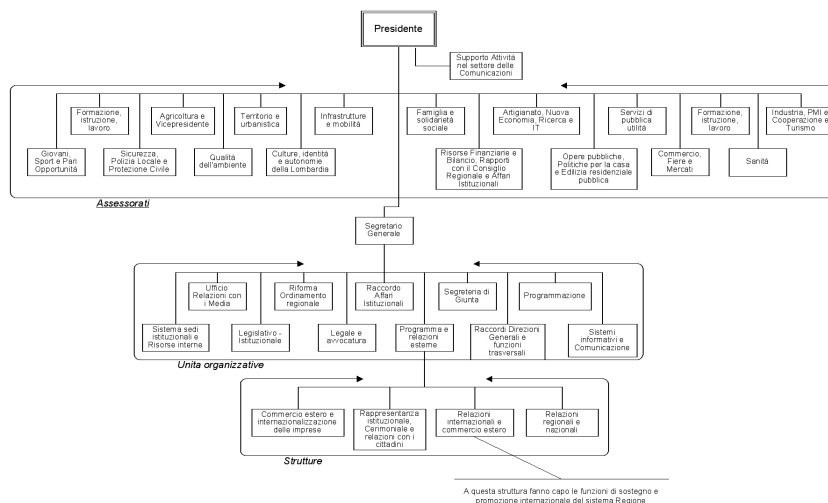 Presidente
Supporto Attività
nel settore delle
Comunicazioni
Formazione,
istruzione,
lavoro
Agricoltura e
Vicepresidente
Territorio e
urbanistica
Infrastrutture
e mobilità
Famiglia e
solidarietà
sociale
Artigianato, Nuova
Economia, Ricerca e
IT
Servizi di
pubblica
utilità
Formazione,
istruzione,
lavoro
Industria, PMI e
Cooperazione e
Turismo
Giovani,
Sport e Pari
Opportunità
Sicurezza,
Polizia Locale e
Protezione Civile
Qualità
dell'ambiente
Culture, identità
e autonomie
della Lombardia
Risorse Finanziarie e
Bilancio, Rapporti
con il Consiglio
Regionale e Affari
Istituzionali
Opere pubbliche,
Politiche per la casa
e Edilizia residenziale
pubblica
Commercio,
Fiere e
Mercati
Sanità
Assessorati
Segretario
Generale
Ufficio
Relazioni con
i Media
Riforma
Ordinamento
regionale
Raccordo
Affari
Istituzionali
Segreteria di
Giunta
Programmazione
Sistema sedi
istituzionali e
Risorse interne
Legislativo -
Istituzionale
Legale e
avvocatura
Programma e
relazioni
esterne
Raccordi Direzioni
Generali e
funzioni
trasversali
Sistemi
informativi e
Comunicazione
Unita organizzative
Commercio estero e
internazionalizzazione
delle imprese
Rappresentanza
istituzionale,
Cerimoniale e
relazioni con i
cittadini
Relazioni
internazionali e
commercio estero
Relazioni
regionali e
nazionali
Strutture
A questa struttura fanno capo le funzioni di sostegno e
promozione internazionale del sistema Regione